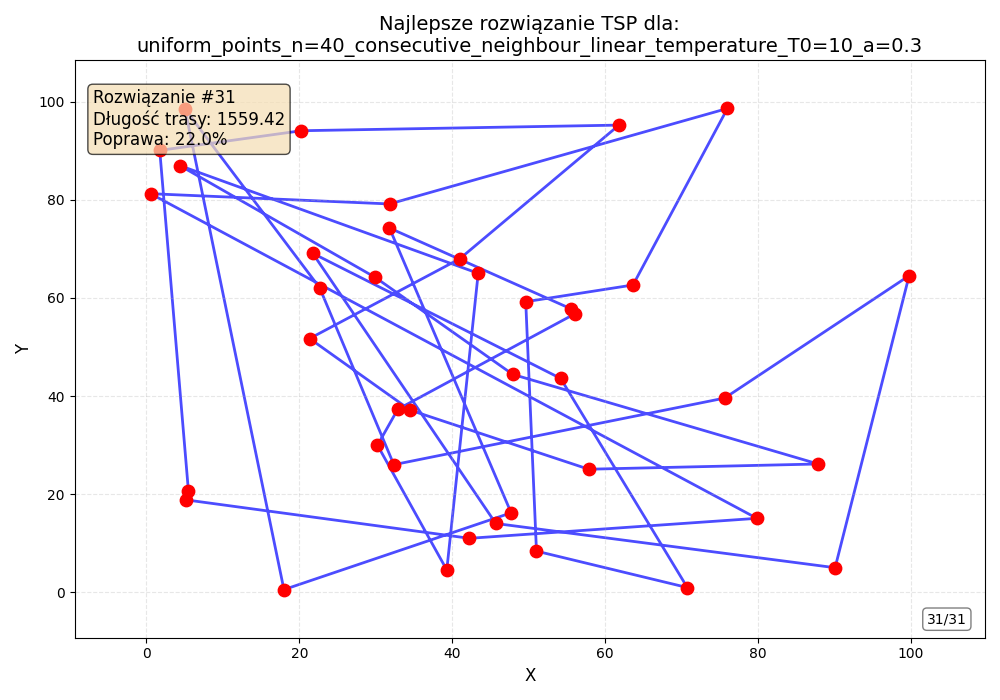 Najlepsze rozwiązanie TSP dla:
uniform_points_n=40_consecutive_neighbour_linear_temperature_T0=10_a=0.3
Rozwiązanie #31
Długość trasy: 1559.42
Poprawa: 22.0%
100
80
60
40
20
0
Y
31/31
0 20 40 60 80 100
X